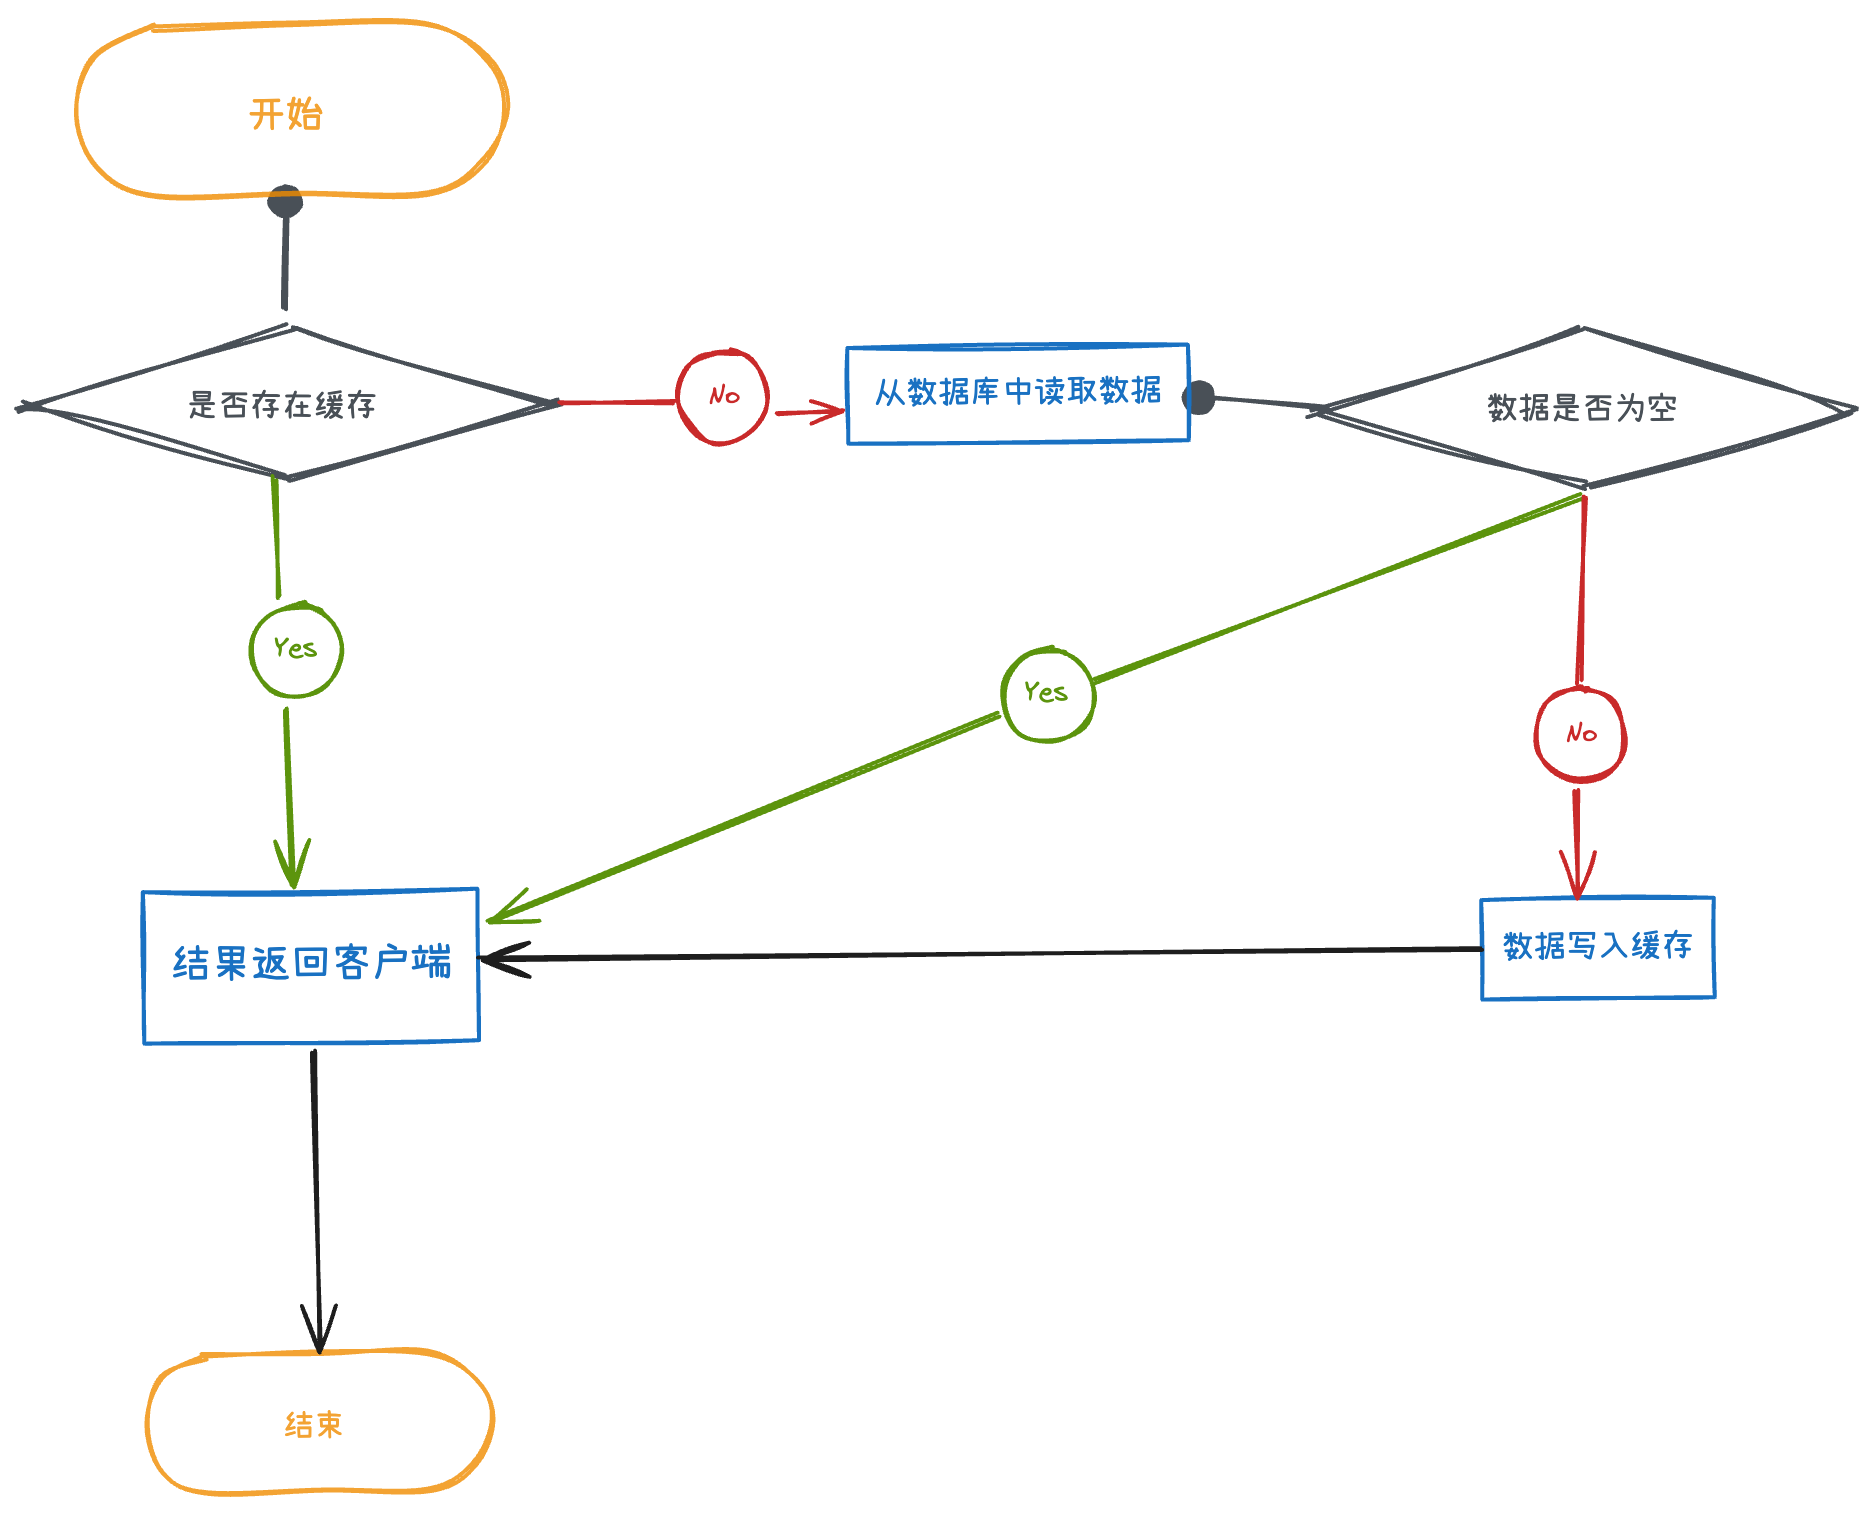 开始
是否存在缓存
No
从数据库中读取数据
数据是否为空
Yes
Yes
No
结果返回客户端
数据写入缓存
结束